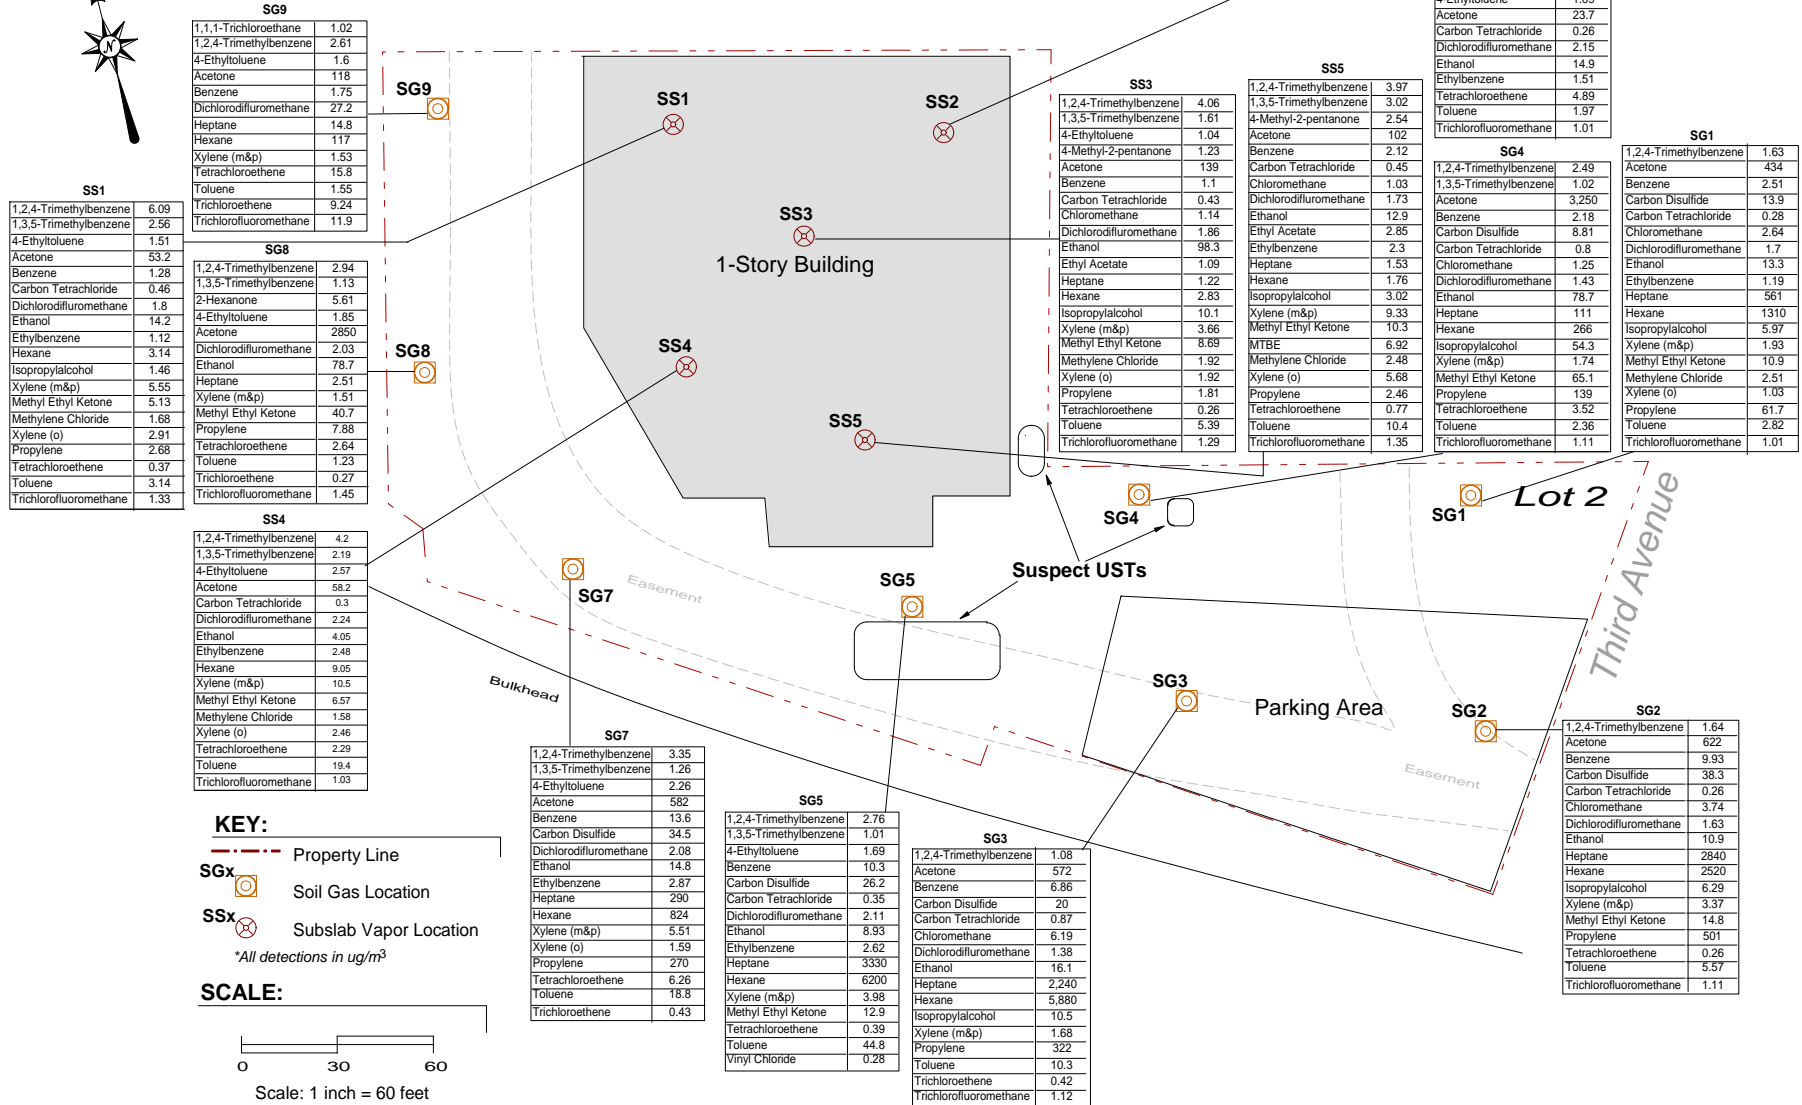 N
SG9
1,1,1-Trichloroethane 1.02
1,2,4-Trimethylbenzene 2.61
4-Ethyltoluene 1.6
Acetone 118
Benzene 1.75
Dichlorodifluromethane 27.2
Heptane 14.8
Hexane 117
Xylene (m&p) 1.53
Tetrachloroethene 15.8
Toluene 1.55
Trichloroethene 9.24
Trichlorofluoromethane 11.9
SS1
1,2,4-Trimethylbenzene 6.09
1,3,5-Trimethylbenzene 2.56
4-Ethyltoluene 1.51
Acetone 53.2
Benzene 1.28
Carbon Tetrachloride 0.46
Dichlorodifluromethane 1.8
Ethanol 14.2
Ethylbenzene 1.12
Hexane 3.14
Isopropylalcohol 1.46
Xylene (m&p) 5.55
Methyl Ethyl Ketone 5.13
Methylene Chloride 1.68
Xylene (o) 2.91
Propylene 2.68
Tetrachloroethene 0.37
Toluene 3.14
Trichlorofluoromethane 1.33
SG8
1,2,4-Trimethylbenzene 2.94
1,3,5-Trimethylbenzene 1.13
2-Hexanone 5.61
4-Ethyltoluene 1.85
Acetone 2850
Dichlorodifluromethane 2.03
Ethanol 78.7
Heptane 2.51
Xylene (m&p) 1.51
Methyl Ethyl Ketone 40.7
Propylene 7.88
Tetrachloroethene 2.64
Toluene 1.23
Trichloroethene 0.27
Trichlorofluoromethane 1.45
SS4
1,2,4-Trimethylbenzene 4.2
1,3,5-Trimethylbenzene 2.19
4-Ethyltoluene 2.57
Acetone 58.2
Carbon Tetrachloride 0.3
Dichlorodifluromethane 2.24
Ethanol 4.05
Ethylbenzene 2.48
Hexane 9.05
Xylene (m&p) 10.5
Methyl Ethyl Ketone 6.57
Methylene Chloride 1.58
Xylene (o) 2.46
Tetrachloroethene 2.29
Toluene 19.4
Trichlorofluoromethane 1.03
SG9
SS1
SS2
SS3
1-Story Building
SG8
SS4
SS5
SG7
Easement
SG5
Suspect USTs
SG4
SG1
Lot 2
Third Avenue
SG3
Parking Area
SG2
Easement
Bulkhead
4-Ethyltoluene 1.09
Acetone 23.7
Carbon Tetrachloride 0.26
Dichlorodifluromethane 2.15
Ethanol 14.9
Ethylbenzene 1.51
Tetrachloroethene 4.89
Toluene 1.97
Trichlorofluoromethane 1.01
SS3
1,2,4-Trimethylbenzene 4.06
1,3,5-Trimethylbenzene 1.61
4-Ethyltoluene 1.04
4-Methyl-2-pentanone 1.23
Acetone 139
Benzene 1.1
Carbon Tetrachloride 0.43
Chloromethane 1.14
Dichlorodifluromethane 1.86
Ethanol 98.3
Ethyl Acetate 1.09
Heptane 1.22
Hexane 2.83
Isopropylalcohol 10.1
Xylene (m&p) 3.66
Methyl Ethyl Ketone 8.69
Methylene Chloride 1.92
Xylene (o) 1.92
Propylene 1.81
Tetrachloroethene 0.26
Toluene 5.39
Trichlorofluoromethane 1.29
SS5
1,2,4-Trimethylbenzene 3.97
1,3,5-Trimethylbenzene 3.02
4-Methyl-2-pentanone 2.54
Acetone 102
Benzene 2.12
Carbon Tetrachloride 0.45
Chloromethane 1.03
Dichlorodifluromethane 1.73
Ethanol 12.9
Ethyl Acetate 2.85
Ethylbenzene 2.3
Heptane 1.53
Hexane 1.76
Isopropylalcohol 3.02
Xylene (m&p) 9.33
Methyl Ethyl Ketone 10.3
MTBE 6.92
Methylene Chloride 2.48
Xylene (o) 5.68
Propylene 2.46
Tetrachloroethene 0.77
Toluene 10.4
Trichlorofluoromethane 1.35
SG4
1,2,4-Trimethylbenzene 2.49
1,3,5-Trimethylbenzene 1.02
Acetone 3,250
Benzene 2.18
Carbon Disulfide 8.81
Carbon Tetrachloride 0.8
Chloromethane 1.25
Dichlorodifluromethane 1.43
Ethanol 78.7
Heptane 111
Hexane 266
Isopropylalcohol 54.3
Xylene (m&p) 1.74
Methyl Ethyl Ketone 65.1
Propylene 139
Tetrachloroethene 3.52
Toluene 2.36
Trichlorofluoromethane 1.11
SG1
1,2,4-Trimethylbenzene 1.63
Acetone 434
Benzene 2.51
Carbon Disulfide 13.9
Carbon Tetrachloride 0.28
Chloromethane 2.64
Dichlorodifluromethane 1.7
Ethanol 13.3
Ethylbenzene 1.19
Heptane 561
Hexane 1310
Isopropylalcohol 5.97
Xylene (m&p) 1.93
Methyl Ethyl Ketone 10.9
Methylene Chloride 2.51
Xylene (o) 1.03
Propylene 61.7
Toluene 2.82
Trichlorofluoromethane 1.01
SG7
1,2,4-Trimethylbenzene 3.35
1,3,5-Trimethylbenzene 1.26
4-Ethyltoluene 2.26
Acetone 582
Benzene 13.6
Carbon Disulfide 34.5
Dichlorodifluromethane 2.08
Ethanol 14.8
Ethylbenzene 2.87
Heptane 290
Hexane 824
Xylene (m&p) 5.51
Xylene (o) 1.59
Propylene 270
Tetrachloroethene 6.26
Toluene 18.8
Trichloroethene 0.43
SG5
1,2,4-Trimethylbenzene 2.76
1,3,5-Trimethylbenzene 1.01
4-Ethyltoluene 1.69
Benzene 10.3
Carbon Disulfide 26.2
Carbon Tetrachloride 0.35
Dichlorodifluromethane 2.11
Ethanol 8.93
Ethylbenzene 2.62
Heptane 3330
Hexane 6200
Xylene (m&p) 3.98
Methyl Ethyl Ketone 12.9
Tetrachloroethene 0.39
Toluene 44.8
Vinyl Chloride 0.28
SG3
1,2,4-Trimethylbenzene 1.08
Acetone 572
Benzene 6.86
Carbon Disulfide 20
Carbon Tetrachloride 0.87
Chloromethane 6.19
Dichlorodifluromethane 1.38
Ethanol 16.1
Heptane 2,240
Hexane 5,880
Isopropylalcohol 10.5
Xylene (m&p) 1.68
Propylene 322
Toluene 10.3
Trichloroethene 0.42
Trichlorofluoromethane 1.12
SG2
1,2,4-Trimethylbenzene 1.64
Acetone 622
Benzene 9.93
Carbon Disulfide 38.3
Carbon Tetrachloride 0.26
Chloromethane 3.74
Dichlorodifluromethane 1.63
Ethanol 10.9
Heptane 2840
Hexane 2520
Isopropylalcohol 6.29
Xylene (m&p) 3.37
Methyl Ethyl Ketone 14.8
Propylene 501
Tetrachloroethene 0.26
Toluene 5.57
Trichlorofluoromethane 1.11
KEY:
Property Line
SGx Soil Gas Location
SSx Subslab Vapor Location
*All detections in ug/m³
SCALE:
0 30 60
Scale: 1 inch = 60 feet